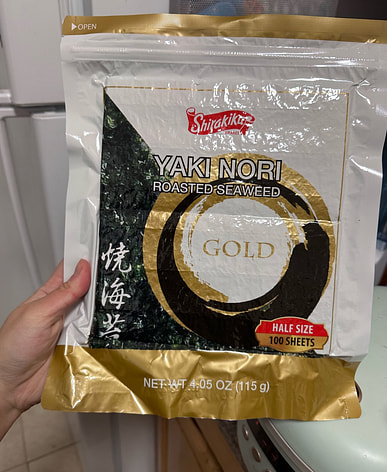 OPEN
Shirakiku
BRAND
YAKI NORI
ROASTED SEAWEED
GOLD
焼海苔
HALF SIZE
100 SHEETS
NET WT 4.05 OZ (115 g)